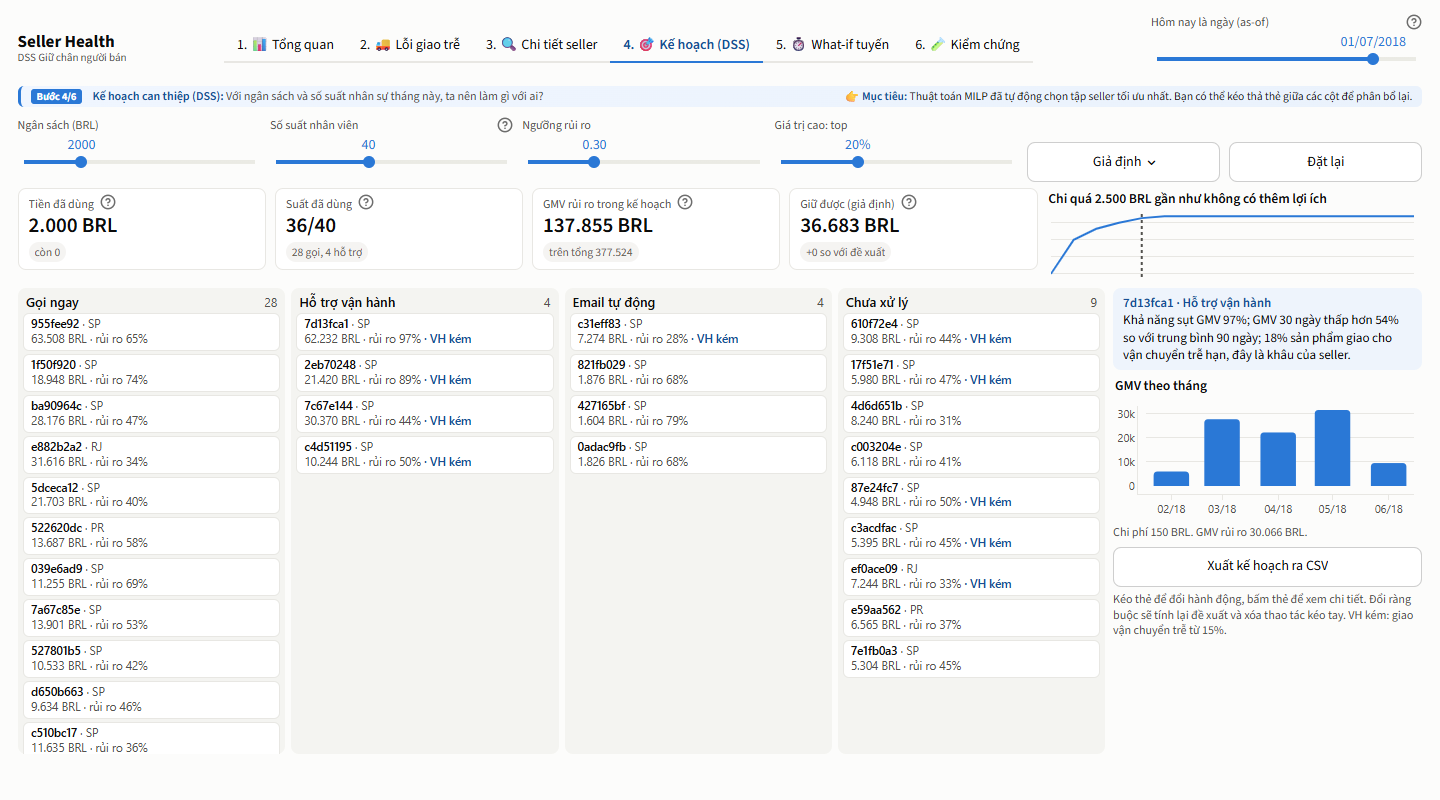 Seller Health
DSS Giữ chân người bán
1. 📊 Tổng quan
2. 🚚 Lỗi giao trễ
3. 🔍 Chi tiết seller
4. 🎯 Kế hoạch (DSS)
5. ⏱ What-if tuyến
6. 🧪 Kiểm chứng
Hôm nay là ngày (as-of)
01/07/2018
Bước 4/6 Kế hoạch can thiệp (DSS): Với ngân sách và số suất nhân sự tháng này, ta nên làm gì với ai?
👉 Mục tiêu: Thuật toán MILP đã tự động chọn tập seller tối ưu nhất. Bạn có thể kéo thả thẻ giữa các cột để phân bổ lại.
Ngân sách (BRL)
2000
Số suất nhân viên
40
Ngưỡng rủi ro
0.30
Giá trị cao: top
20%
Giả định
Đặt lại
Tiền đã dùng
2.000 BRL
còn 0
Suất đã dùng
36/40
28 gọi, 4 hỗ trợ
GMV rủi ro trong kế hoạch
137.855 BRL
trên tổng 377.524
Giữ được (giả định)
36.683 BRL
+0 so với đề xuất
Chi quá 2.500 BRL gần như không có thêm lợi ích
Gọi ngay 28
955fee92 · SP
63.508 BRL · rủi ro 65%
1f50f920 · SP
18.948 BRL · rủi ro 74%
ba90964c · SP
28.176 BRL · rủi ro 47%
e882b2a2 · RJ
31.616 BRL · rủi ro 34%
5dceca12 · SP
21.703 BRL · rủi ro 40%
522620dc · PR
13.687 BRL · rủi ro 58%
039e6ad9 · SP
11.255 BRL · rủi ro 69%
7a67c85e · SP
13.901 BRL · rủi ro 53%
527801b5 · SP
10.533 BRL · rủi ro 42%
d650b663 · SP
9.634 BRL · rủi ro 46%
c510bc17 · SP
11.635 BRL · rủi ro 36%
Hỗ trợ vận hành 4
7d13fca1 · SP
62.232 BRL · rủi ro 97% · VH kém
2eb70248 · SP
21.420 BRL · rủi ro 89% · VH kém
7c67e144 · SP
30.370 BRL · rủi ro 44% · VH kém
c4d51195 · SP
10.244 BRL · rủi ro 50% · VH kém
Email tự động 4
c31eff83 · SP
7.274 BRL · rủi ro 28% · VH kém
821fb029 · SP
1.876 BRL · rủi ro 68%
427165bf · SP
1.604 BRL · rủi ro 79%
0adac9fb · SP
1.826 BRL · rủi ro 68%
Chưa xử lý 9
610f72e4 · SP
9.308 BRL · rủi ro 44% · VH kém
17f51e71 · SP
5.980 BRL · rủi ro 47% · VH kém
4d6d651b · SP
8.240 BRL · rủi ro 31%
c003204e · SP
6.118 BRL · rủi ro 41%
87e24fc7 · SP
4.948 BRL · rủi ro 50% · VH kém
c3acdfac · SP
5.395 BRL · rủi ro 45% · VH kém
ef0ace09 · RJ
7.244 BRL · rủi ro 33% · VH kém
e59aa562 · PR
6.565 BRL · rủi ro 37%
7e1fb0a3 · SP
5.304 BRL · rủi ro 45%
7d13fca1 · Hỗ trợ vận hành
Khả năng sụt GMV 97%; GMV 30 ngày thấp hơn 54%
so với trung bình 90 ngày; 18% sản phẩm giao cho
vận chuyển trễ hạn, đây là khâu của seller.
GMV theo tháng
30k
20k
10k
0
02/18 03/18 04/18 05/18 06/18
Chi phí 150 BRL. GMV rủi ro 30.066 BRL.
Xuất kế hoạch ra CSV
Kéo thẻ để đổi hành động, bấm thẻ để xem chi tiết. Đổi ràng
buộc sẽ tính lại đề xuất và xóa thao tác kéo tay. VH kém: giao
vận chuyển trễ từ 15%.